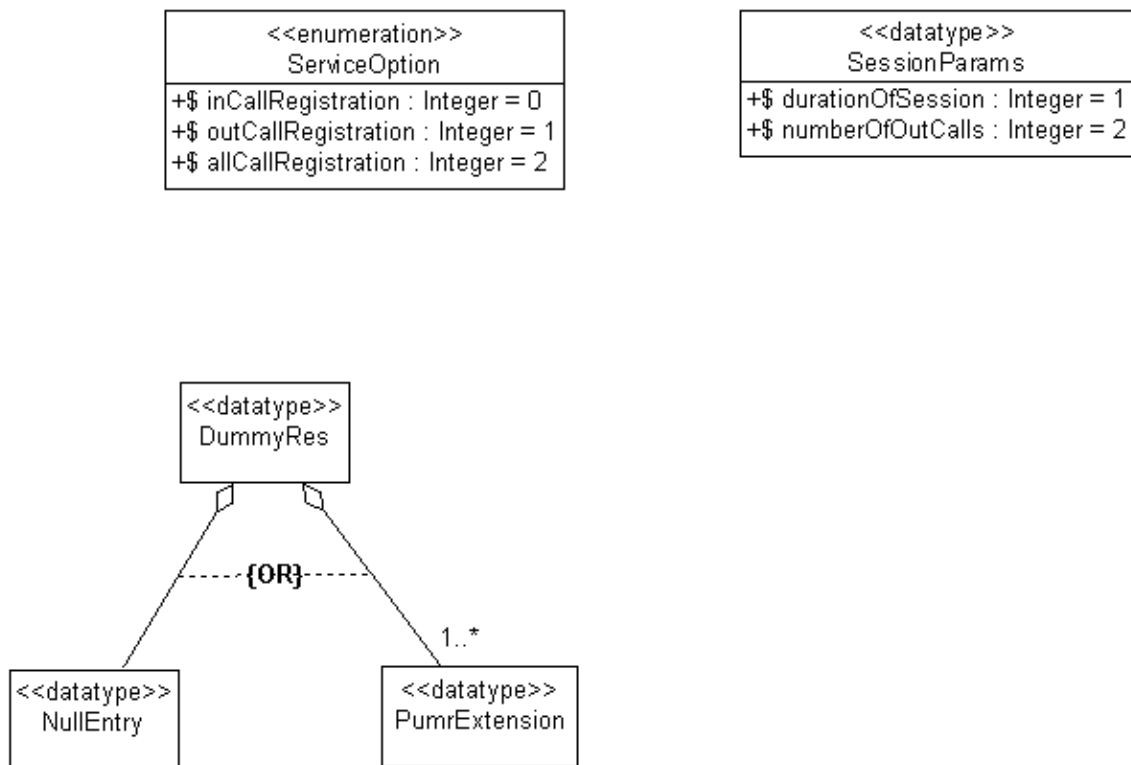 <<enumeration>>
ServiceOption
+$ inCallRegistration : Integer = 0
+$ outCallRegistration : Integer = 1
+$ allCallRegistration : Integer = 2
<<datatype>>
SessionParams
+$ durationOfSession : Integer = 1
+$ numberOfOutCalls : Integer = 2
<<datatype>>
DummyRes
{OR}
1..*
<<datatype>>
NullEntry
<<datatype>>
PumrExtension